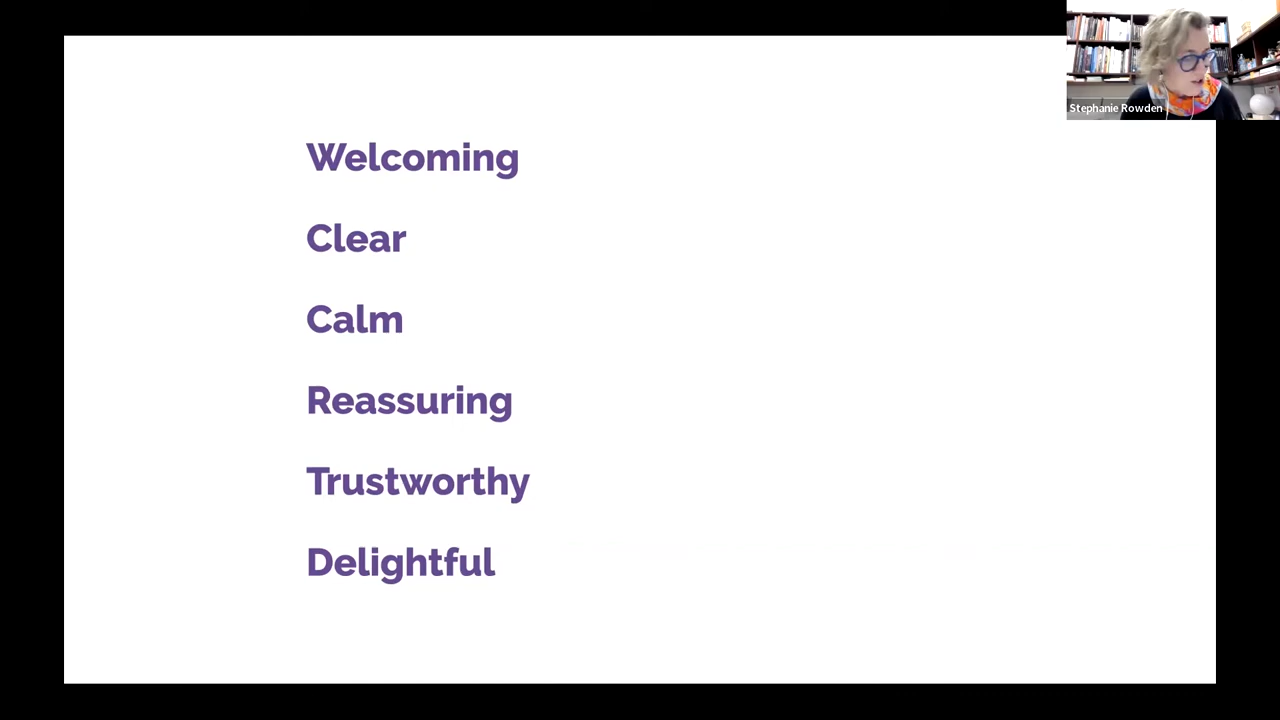 Stephanie Rowden
Welcoming
Clear
Calm
Reassuring
Trustworthy
Delightful